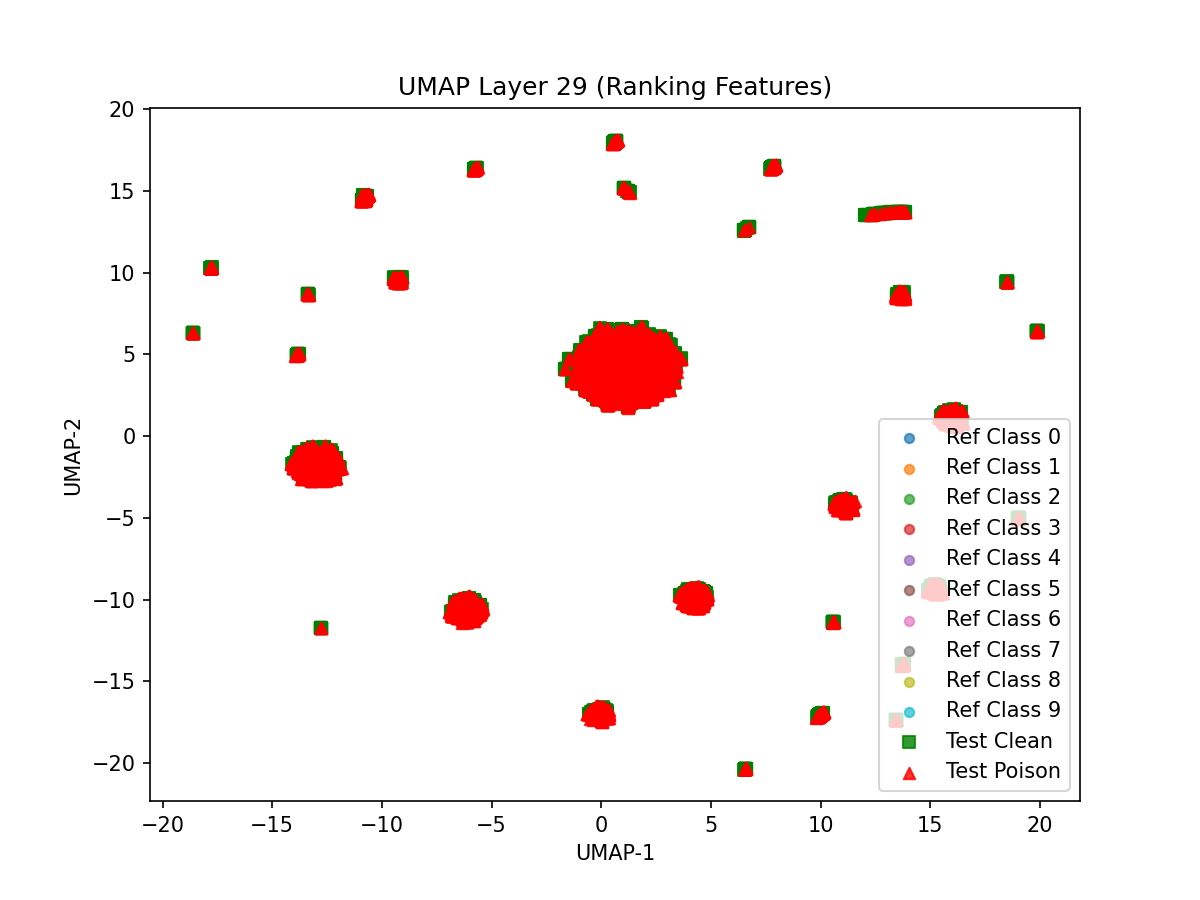 UMAP Layer 29 (Ranking Features)
20
15
10
5
0
−5
−10
−15
−20
UMAP-2
−20
−15
−10
−5
0
5
10
15
20
UMAP-1
Ref Class 0
Ref Class 1
Ref Class 2
Ref Class 3
Ref Class 4
Ref Class 5
Ref Class 6
Ref Class 7
Ref Class 8
Ref Class 9
Test Clean
Test Poison